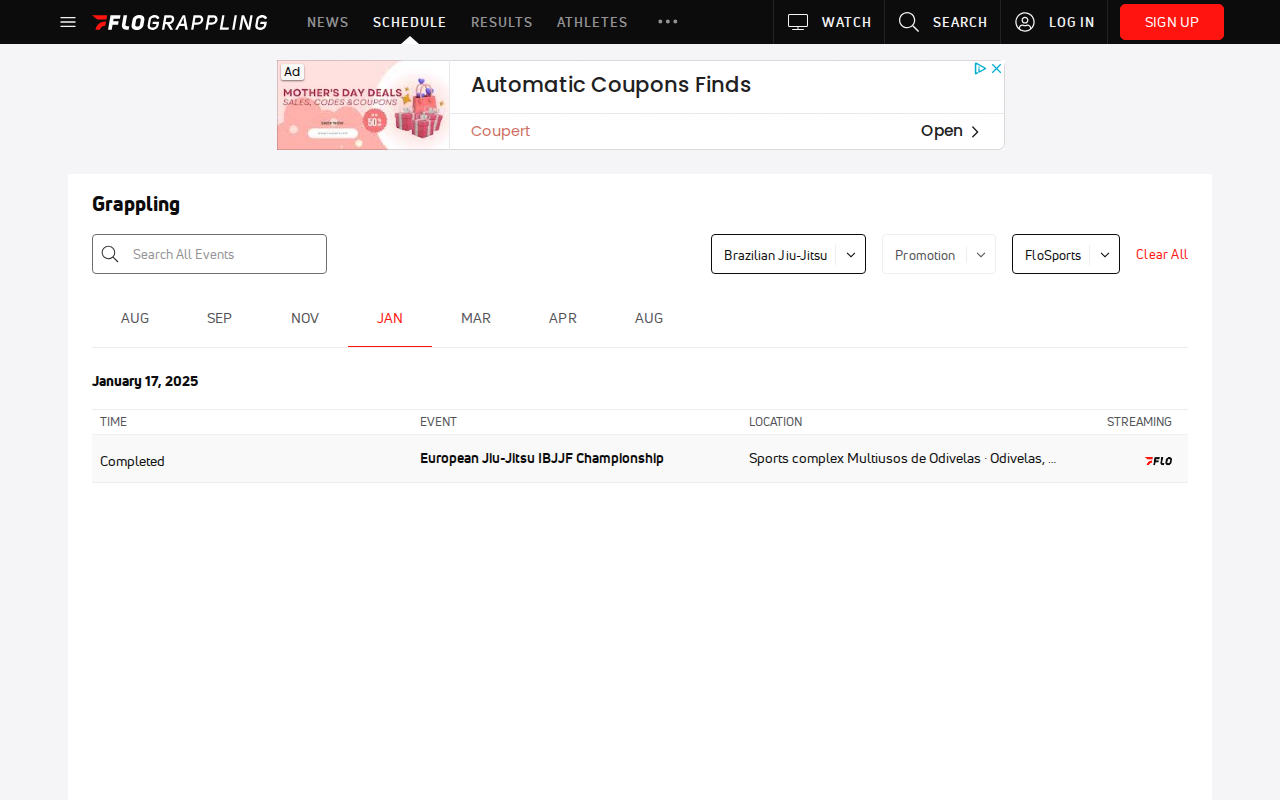 FLOGRAPPLING NEWS SCHEDULE RESULTS ATHLETES ••• WATCH SEARCH LOG IN SIGN UP
Ad
MOTHER'S DAY DEALS
SALES, CODES &COUPONS
50%
Automatic Coupons Finds
Coupert
Open
Grappling
Search All Events
Brazilian Jiu-Jitsu
Promotion
FloSports
Clear All
AUG SEP NOV JAN MAR APR AUG
January 17, 2025
TIME EVENT LOCATION STREAMING
Completed European Jiu-Jitsu IBJJF Championship Sports complex Multiusos de Odivelas · Odivelas, ... FLO